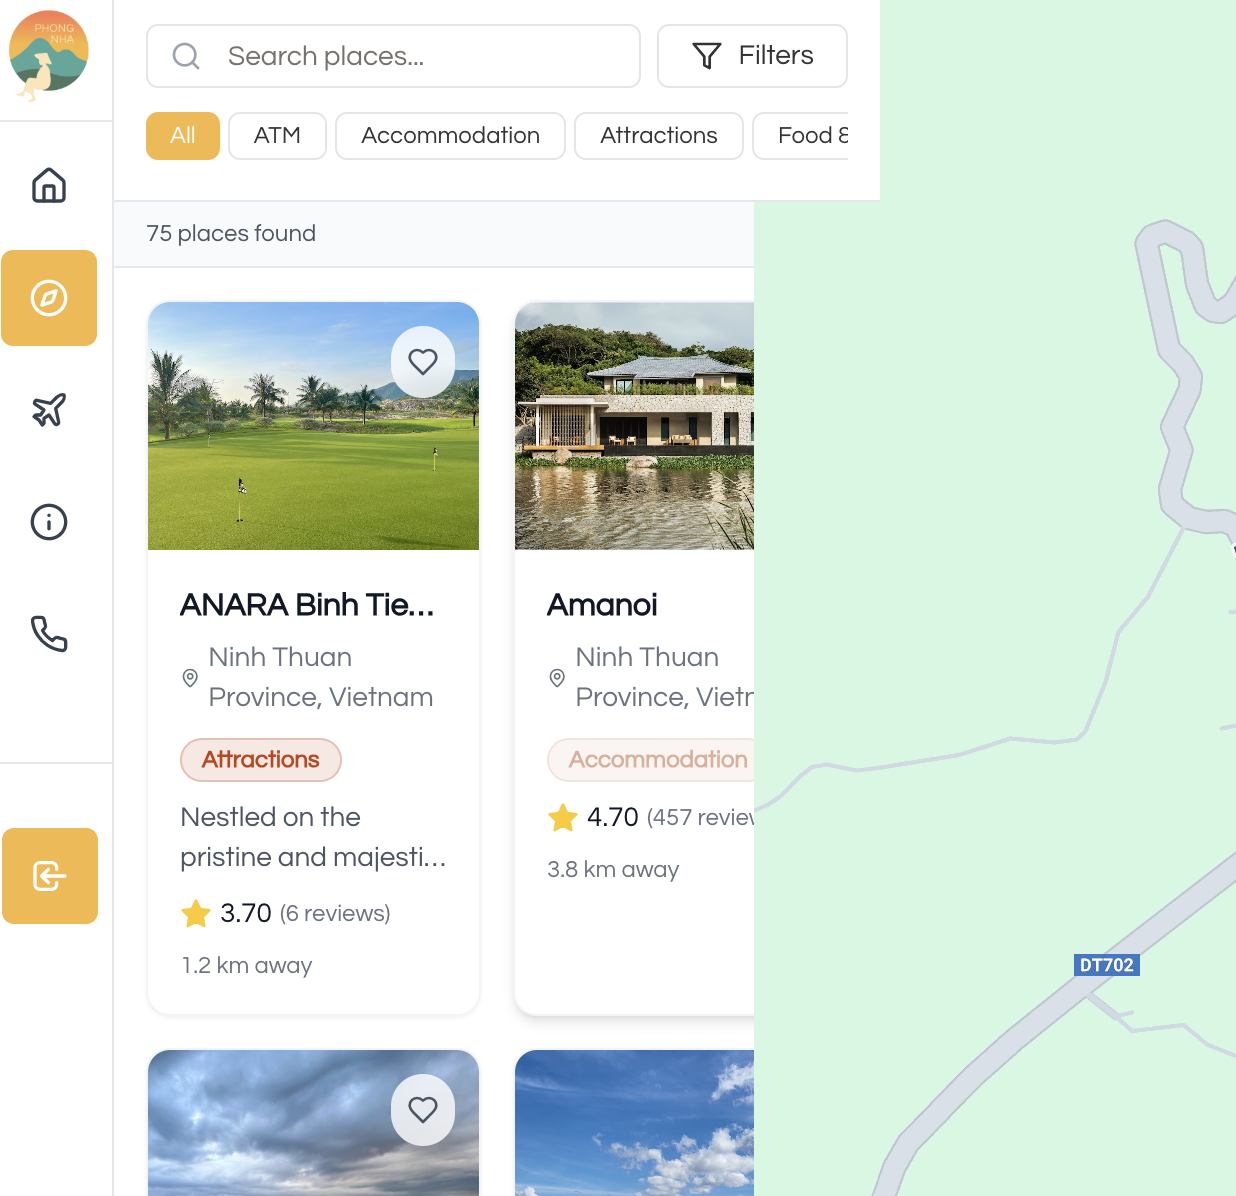 PHONG
NHA
Search places...
Filters
All
ATM
Accommodation
Attractions
Food &
75 places found
ANARA Binh Tie...
Ninh Thuan
Province, Vietnam
Attractions
Nestled on the
pristine and majesti...
3.70 (6 reviews)
1.2 km away
Amanoi
Ninh Thuan
Province, Vietn
Accommodation
4.70 (457 review
3.8 km away
DT702